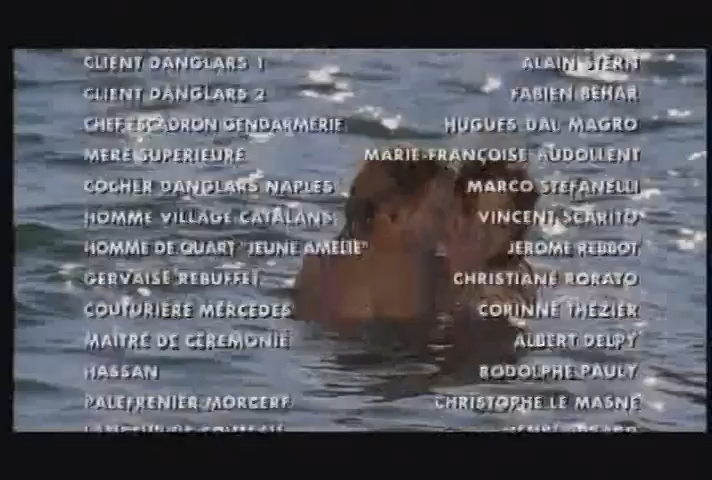 CLIENT DANGLARS 1 ALAIN STERN
CLIENT DANGLARS 2 FABIEN BEHAR
CHEF ESCADRON GENDARMERIE HUGUES DAL MAGRO
MERE SUPERIEURE MARIE-FRANÇOISE AUDOLLENT
COCHER DANGLARS NAPLES MARCO STEFANELLI
HOMME VILLAGE CATALANS VINCENT SCARITO
HOMME DE QUART "JEUNE AMELIE" JEROME REBBOT
GERVAISE REBUFFET CHRISTIANE RORATO
COUTURIÈRE MERCEDES CORINNE THEZIER
MAITRE DE CEREMONIE ALBERT DELPY
HASSAN RODOLPHE PAULY
PALEFRENIER MORCERF CHRISTOPHE LE MASNE